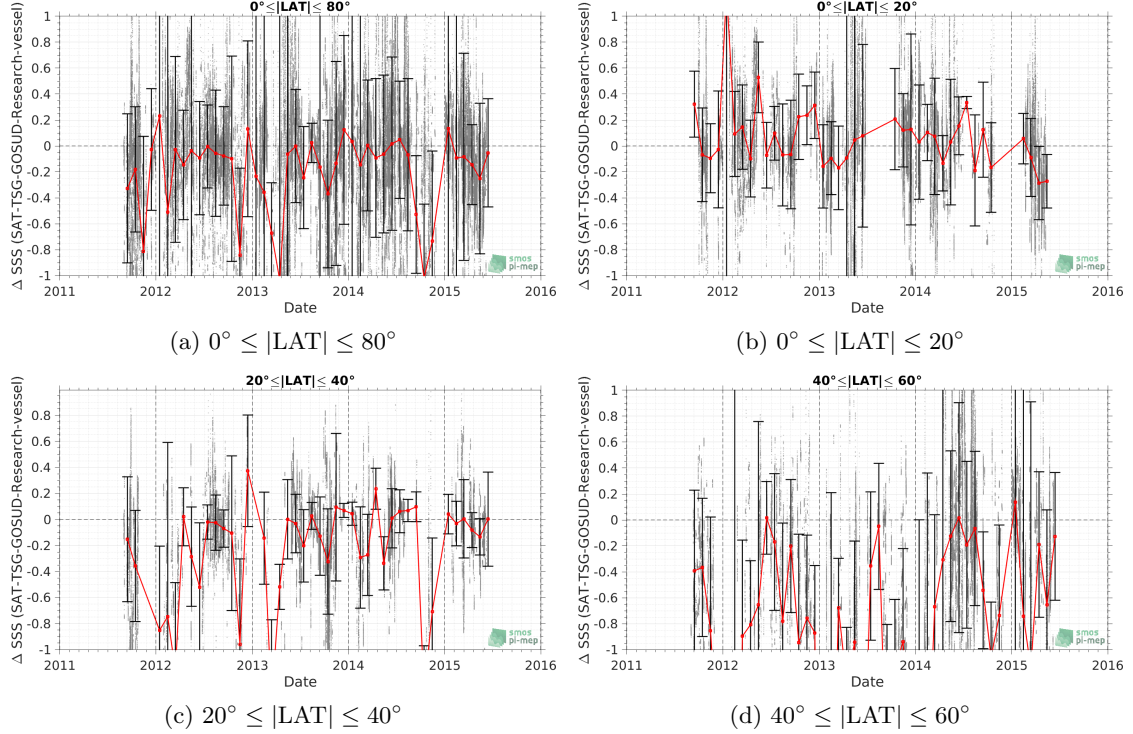 0°≤|LAT|≤ 80°
Δ SSS (SAT-TSG-GOSUD-Research-vessel)
1
0.8
0.6
0.4
0.2
0
-0.2
-0.4
-0.6
-0.8
-1
2011 2012 2013 2014 2015 2016
Date
smos
pi-mep
(a) 0° ≤ |LAT| ≤ 80°
0°≤|LAT|≤ 20°
Δ SSS (SAT-TSG-GOSUD-Research-vessel)
1
0.8
0.6
0.4
0.2
0
-0.2
-0.4
-0.6
-0.8
-1
2011 2012 2013 2014 2015 2016
Date
smos
pi-mep
(b) 0° ≤ |LAT| ≤ 20°
20°≤|LAT|≤ 40°
Δ SSS (SAT-TSG-GOSUD-Research-vessel)
0.8
0.6
0.4
0.2
0
-0.2
-0.4
-0.6
-0.8
-1
2011 2012 2013 2014 2015 2016
Date
smos
pi-mep
(c) 20° ≤ |LAT| ≤ 40°
40°≤|LAT|≤ 60°
Δ SSS (SAT-TSG-GOSUD-Research-vessel)
0.8
0.6
0.4
0.2
0
-0.2
-0.4
-0.6
-0.8
-1
2011 2012 2013 2014 2015 2016
Date
smos
pi-mep
(d) 40° ≤ |LAT| ≤ 60°